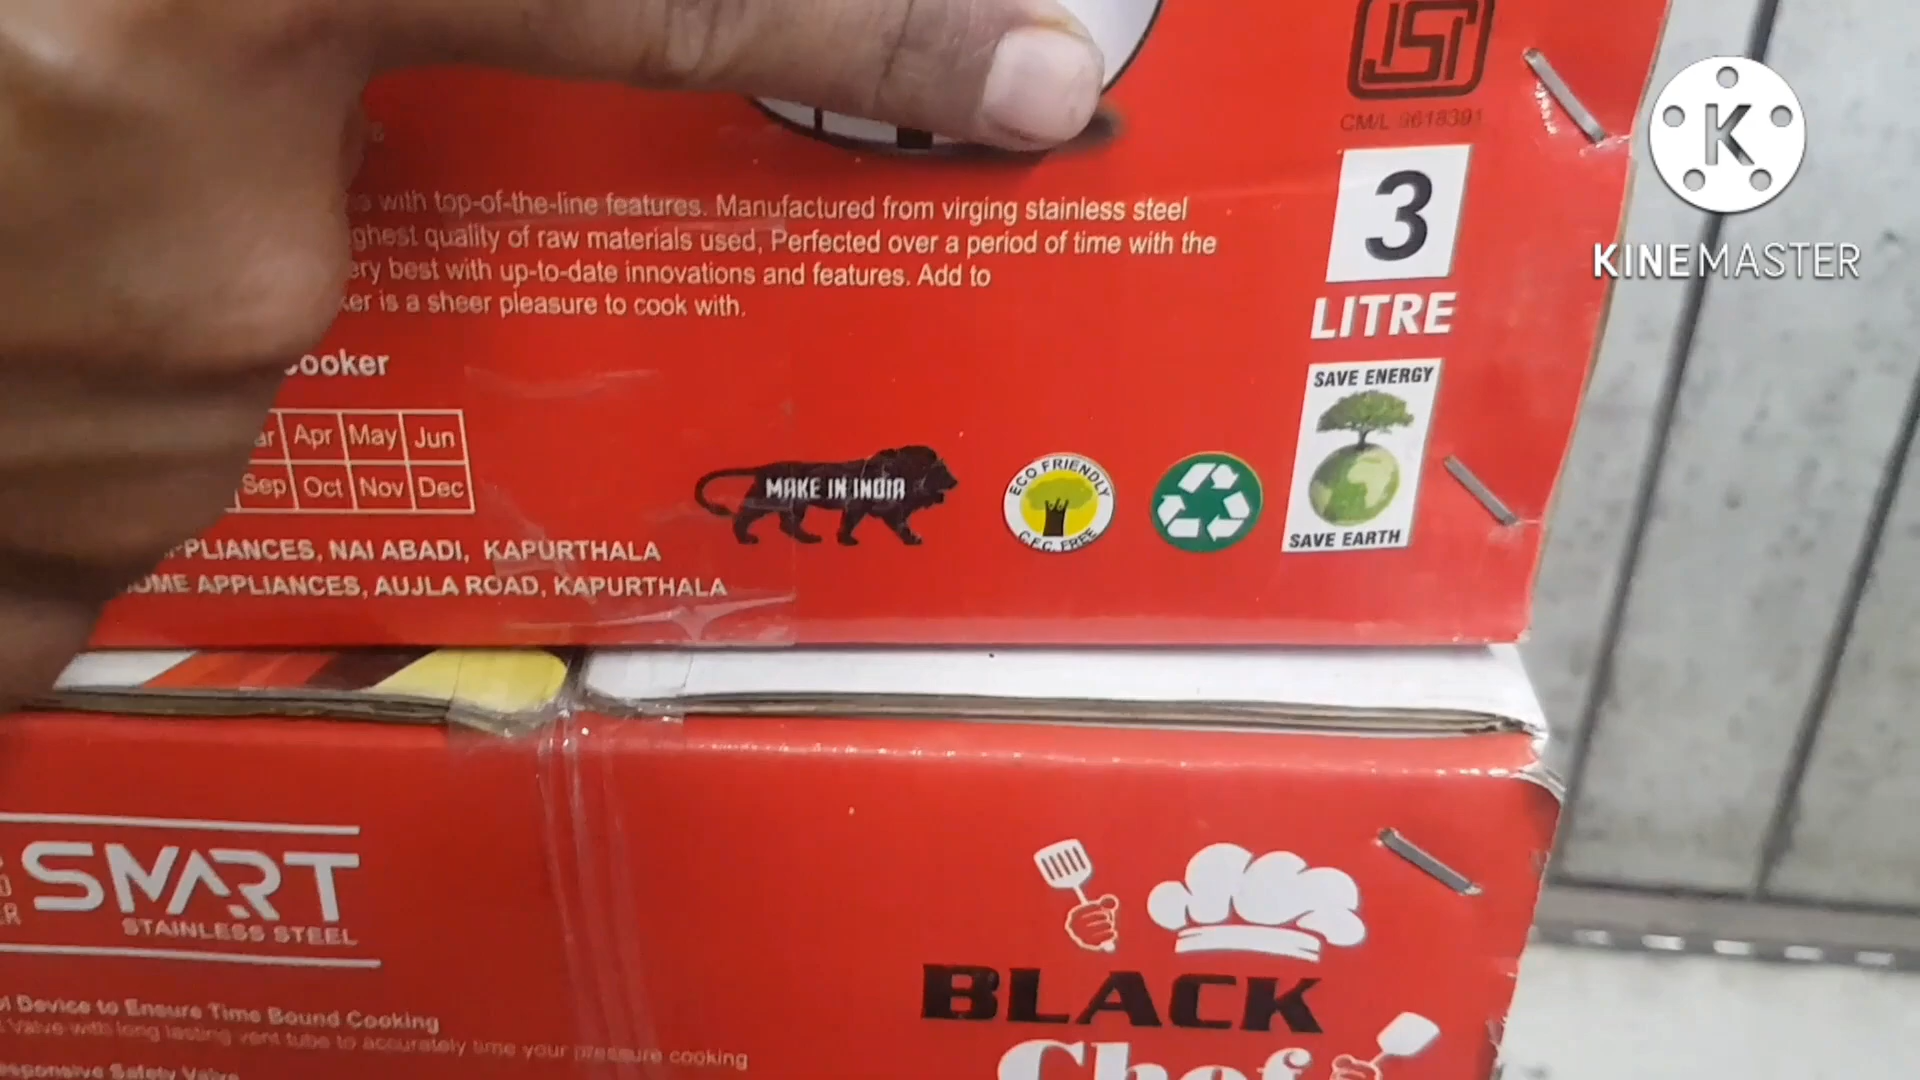 ISI
CM/L 9618391
K
KINEMASTER
3
LITRE
with top-of-the-line features. Manufactured from virging stainless steel
ghest quality of raw materials used, Perfected over a period of time with the
ery best with up-to-date innovations and features. Add to
ker is a sheer pleasure to cook with.
ooker
ar Apr May Jun
Sep Oct Nov Dec
SAVE ENERGY
SAVE EARTH
MAKE IN INDIA
ECO FRIENDLY
C.F.C. FREE
PLIANCES, NAI ABADI, KAPURTHALA
OME APPLIANCES, AUJLA ROAD, KAPURTHALA
SMART
STAINLESS STEEL
Device to Ensure Time Bound Cooking
Valve with long lasting vent tube to accurately time your pressure cooking
esponsive Safety Valve
BLACK
Chef